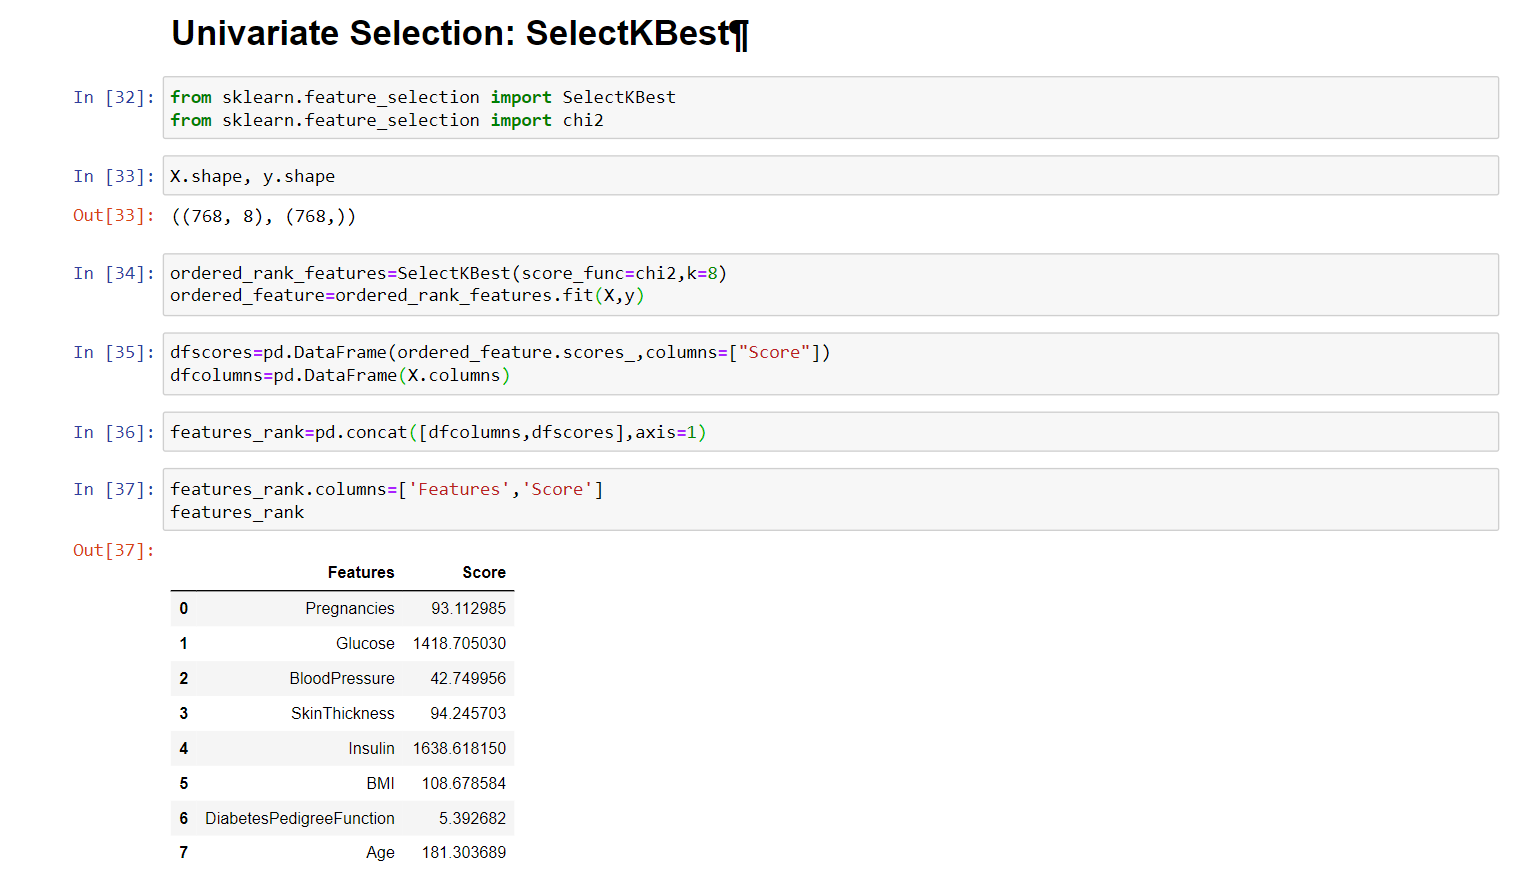 Univariate Selection: SelectKBest¶
In [32]: from sklearn.feature_selection import SelectKBest
from sklearn.feature_selection import chi2
In [33]: X.shape, y.shape
Out[33]: ((768, 8), (768,))
In [34]: ordered_rank_features=SelectKBest(score_func=chi2,k=8)
ordered_feature=ordered_rank_features.fit(X,y)
In [35]: dfscores=pd.DataFrame(ordered_feature.scores_,columns=["Score"])
dfcolumns=pd.DataFrame(X.columns)
In [36]: features_rank=pd.concat([dfcolumns,dfscores],axis=1)
In [37]: features_rank.columns=['Features','Score']
features_rank
Out[37]:
Features Score
0 Pregnancies 93.112985
1 Glucose 1418.705030
2 BloodPressure 42.749956
3 SkinThickness 94.245703
4 Insulin 1638.618150
5 BMI 108.678584
6 DiabetesPedigreeFunction 5.392682
7 Age 181.303689